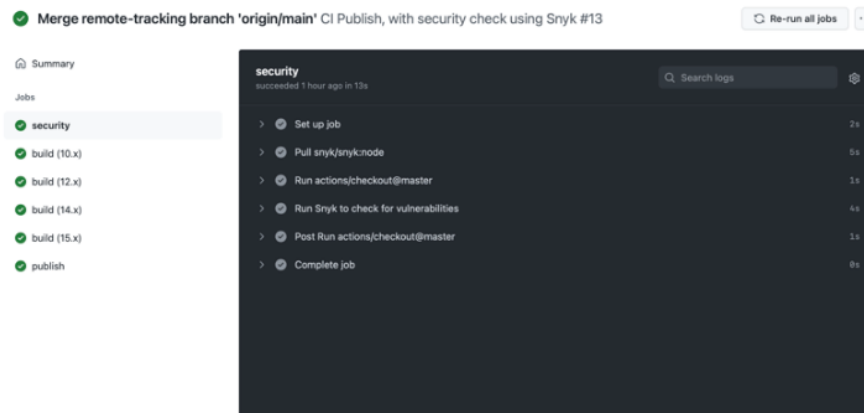 Merge remote-tracking branch 'origin/main' CI Publish, with security check using Snyk #13
Re-run all jobs
Summary
Jobs
security
build (10.x)
build (12.x)
build (14.x)
build (15.x)
publish
security
succeeded 1 hour ago in 13s
Search logs
Set up job 2s
Pull snyk/snyk:node 5s
Run actions/checkout@master 1s
Run Snyk to check for vulnerabilities 4s
Post Run actions/checkout@master 1s
Complete job 0s